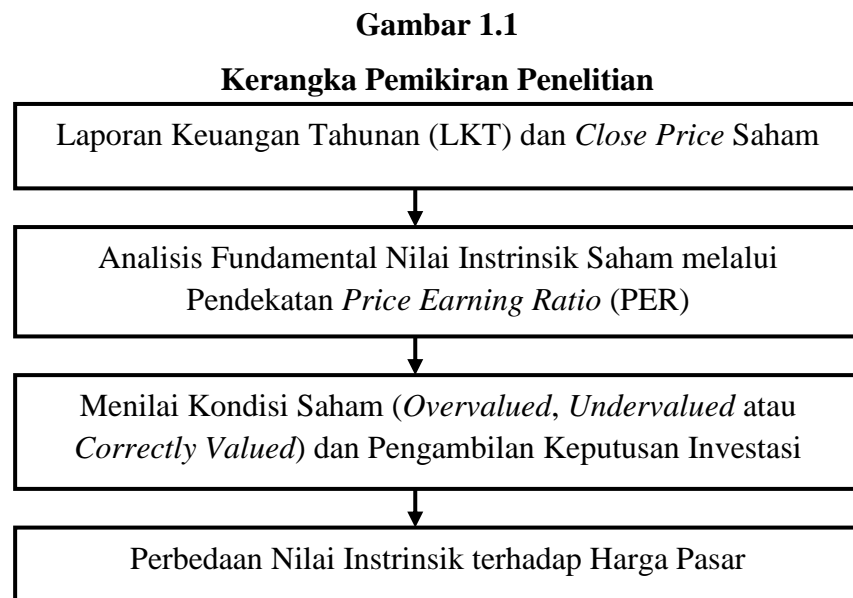 Gambar 1.1
Kerangka Pemikiran Penelitian
Laporan Keuangan Tahunan (LKT) dan Close Price Saham
Analisis Fundamental Nilai Instrinsik Saham melalui
Pendekatan Price Earning Ratio (PER)
Menilai Kondisi Saham (Overvalued, Undervalued atau
Correctly Valued) dan Pengambilan Keputusan Investasi
Perbedaan Nilai Instrinsik terhadap Harga Pasar